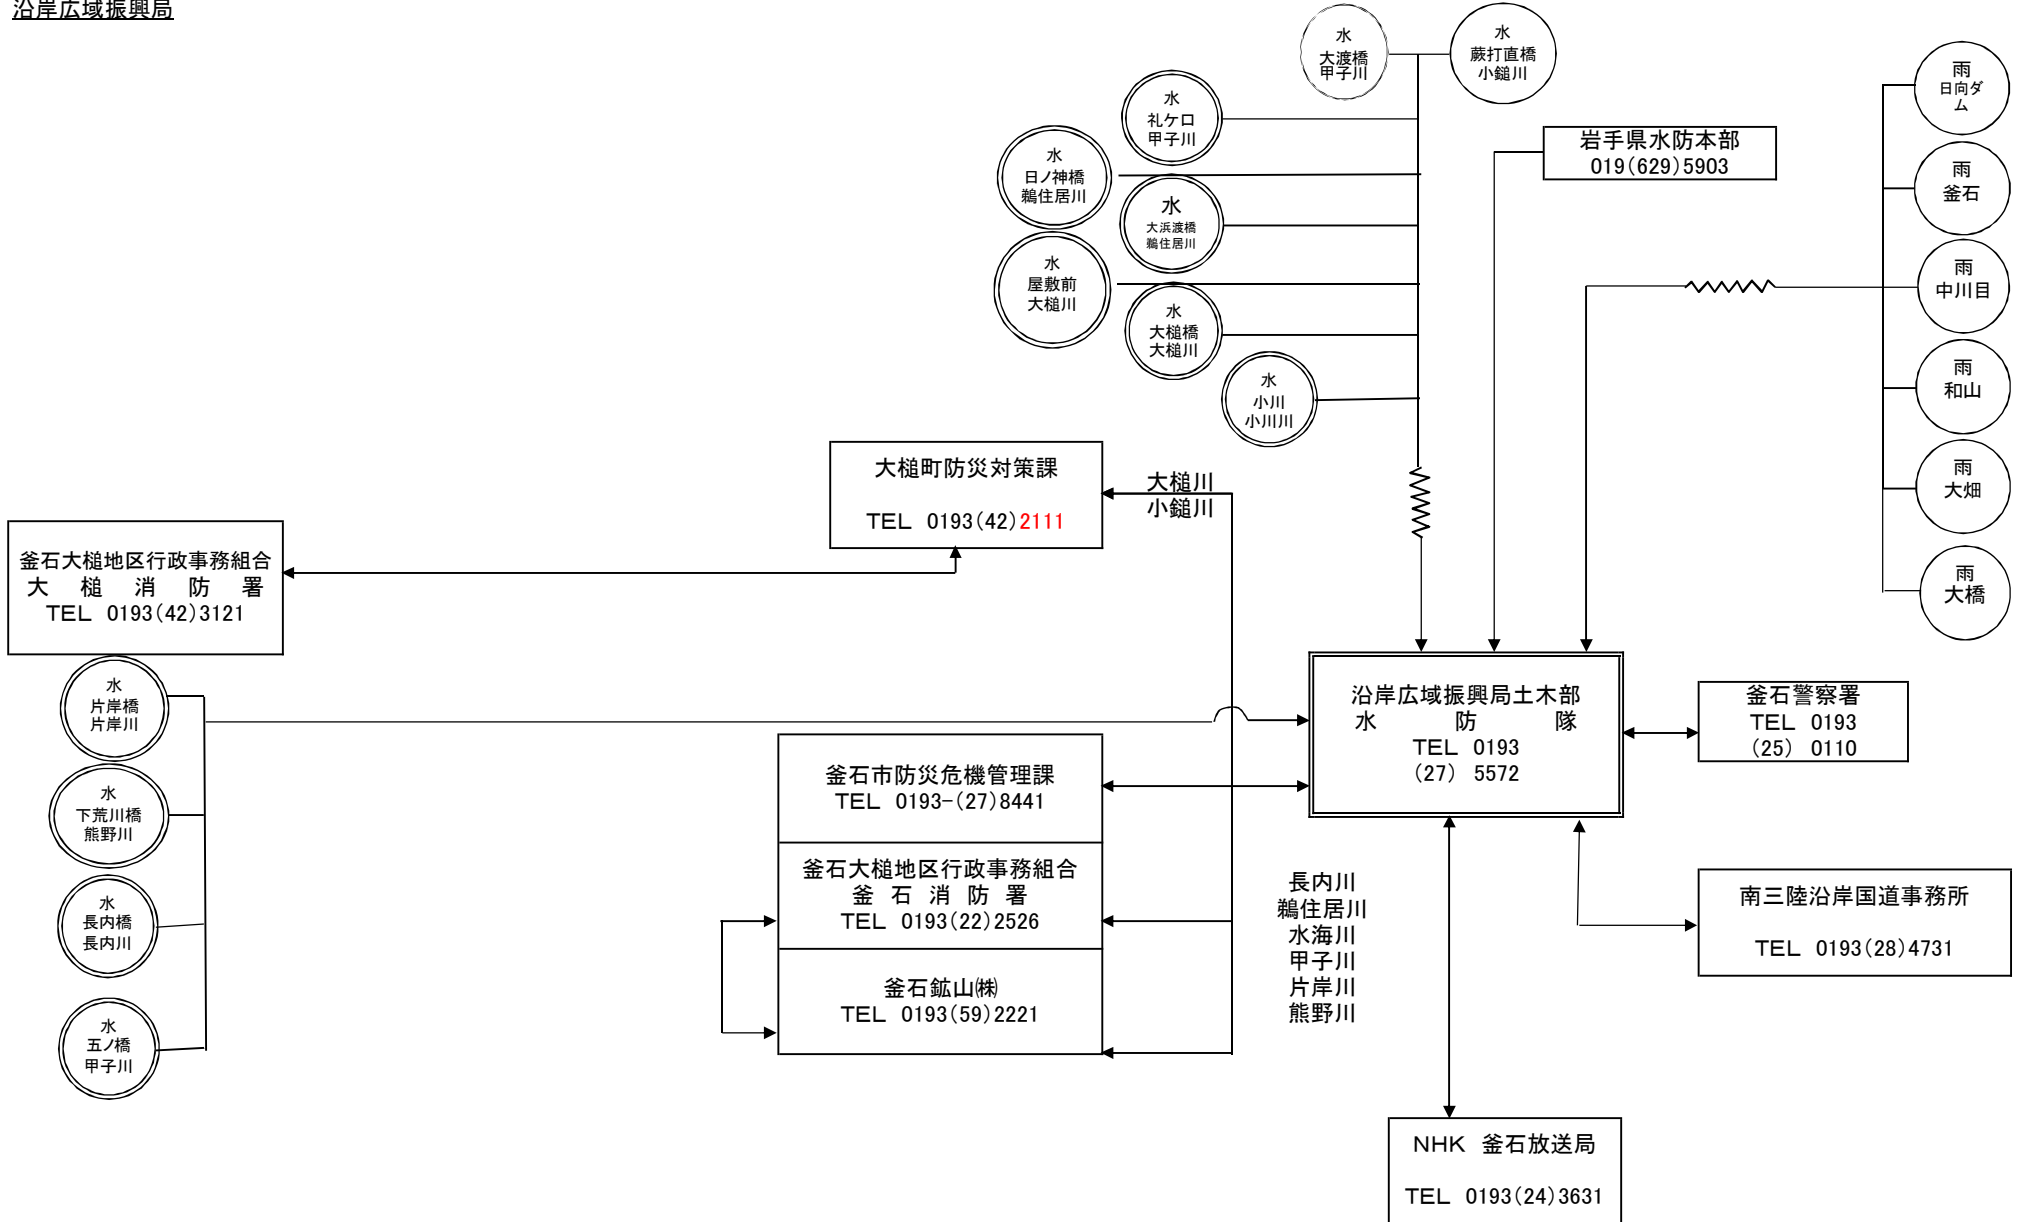 沿岸広域振興局
水
大渡橋
甲子川
水
蕨打直橋
小鎚川
水
礼ケ口
甲子川
水
日ノ神橋
鵜住居川
水
大浜渡橋
鵜住居川
水
屋敷前
大槌川
水
大槌橋
大槌川
水
小川
小川川
岩手県水防本部
019(629)5903
雨
日向ダ
ム
雨
釜石
雨
中川目
雨
和山
雨
大畑
雨
大橋
大槌町防災対策課
TEL 0193(42)2111
大槌川
小鎚川
釜石大槌地区行政事務組合
大 槌 消 防 署
TEL 0193(42)3121
水
片岸橋
片岸川
水
下荒川橋
熊野川
水
長内橋
長内川
水
五ノ橋
甲子川
釜石市防災危機管理課
TEL 0193-(27)8441
釜石大槌地区行政事務組合
釜 石 消 防 署
TEL 0193(22)2526
釜石鉱山㈱
TEL 0193(59)2221
沿岸広域振興局土木部
水 防 隊
TEL 0193
(27) 5572
釜石警察署
TEL 0193
(25) 0110
長内川
鵜住居川
水海川
甲子川
片岸川
熊野川
南三陸沿岸国道事務所
TEL 0193(28)4731
NHK 釜石放送局
TEL 0193(24)3631